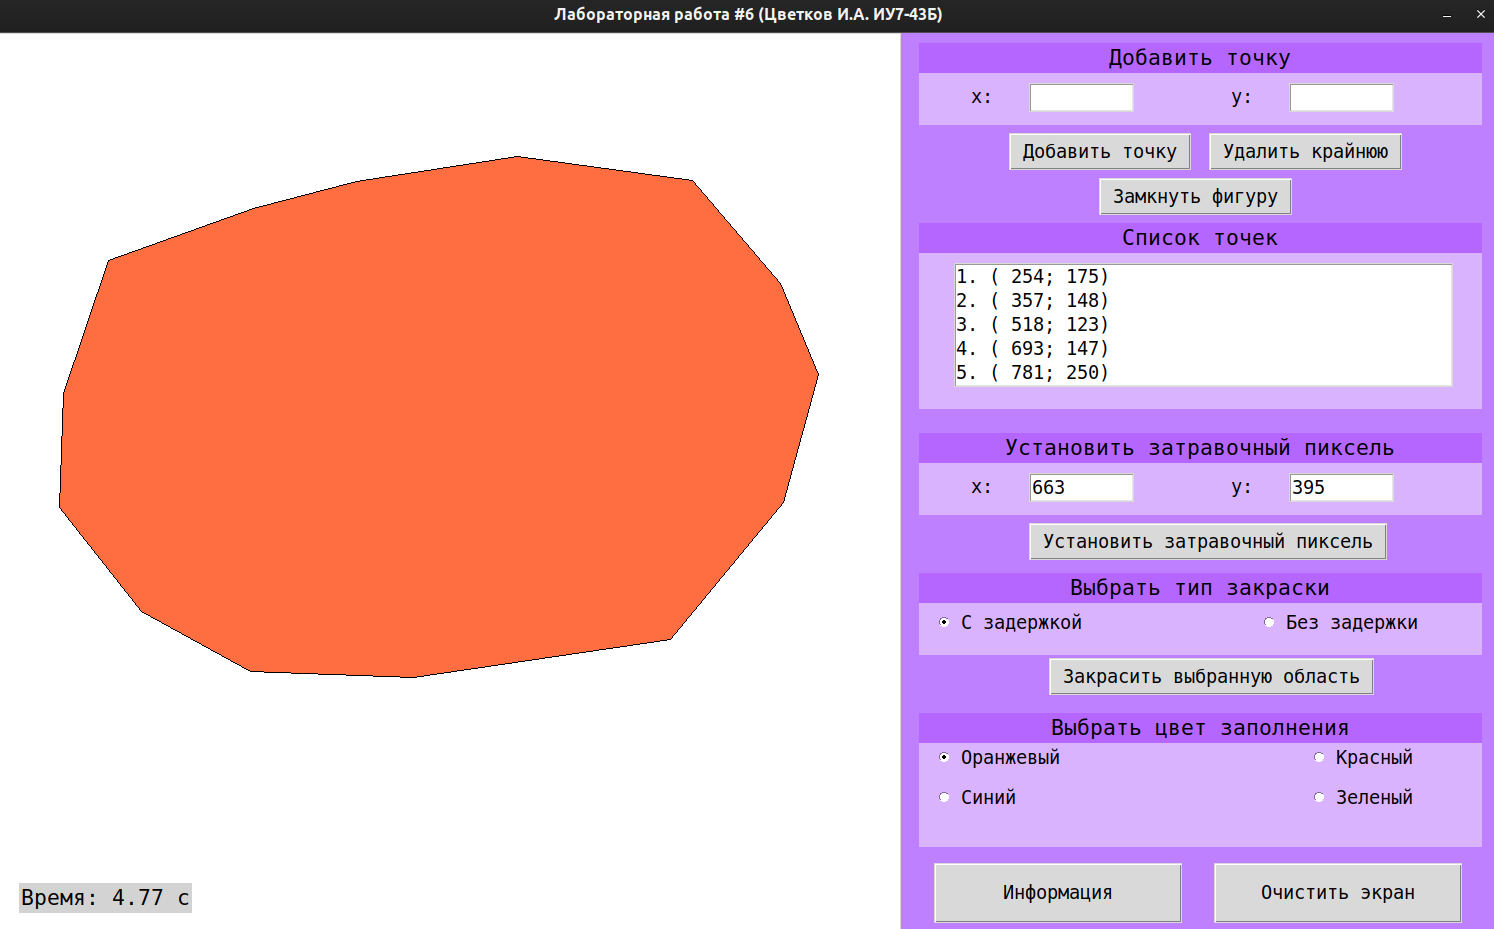 Лабораторная работа #6 (Цветков И.А. ИУ7-43Б)
Добавить точку
x: y:
Добавить точку Удалить крайнюю
Замкнуть фигуру
Список точек
1. ( 254; 175)
2. ( 357; 148)
3. ( 518; 123)
4. ( 693; 147)
5. ( 781; 250)
Установить затравочный пиксель
x: 663 y: 395
Установить затравочный пиксель
Выбрать тип закраски
С задержкой Без задержки
Закрасить выбранную область
Выбрать цвет заполнения
Оранжевый Красный
Синий Зеленый
Информация Очистить экран
Время: 4.77 с